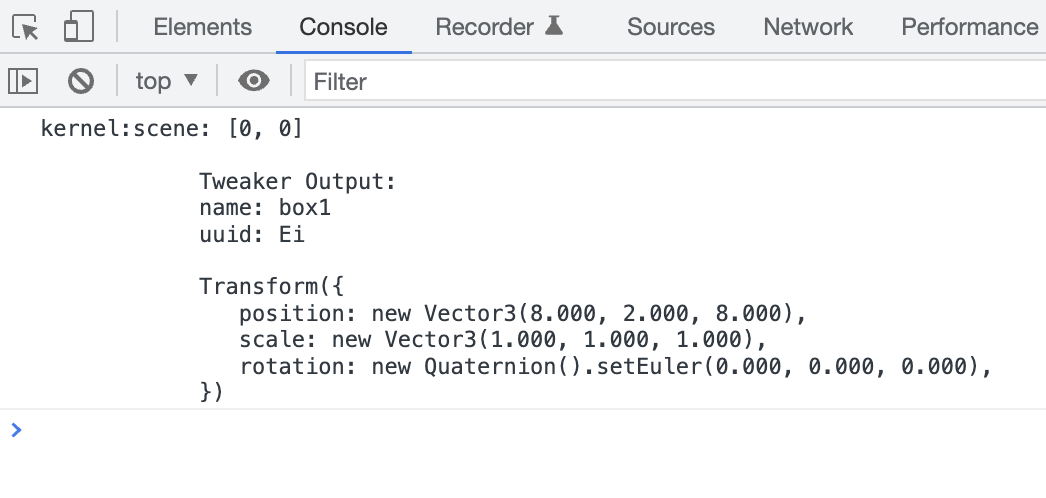 Elements Console Recorder Sources Network Performance
top Filter
kernel:scene: [0, 0]
Tweaker Output:
name: box1
uuid: Ei
Transform({
position: new Vector3(8.000, 2.000, 8.000),
scale: new Vector3(1.000, 1.000, 1.000),
rotation: new Quaternion().setEuler(0.000, 0.000, 0.000),
})